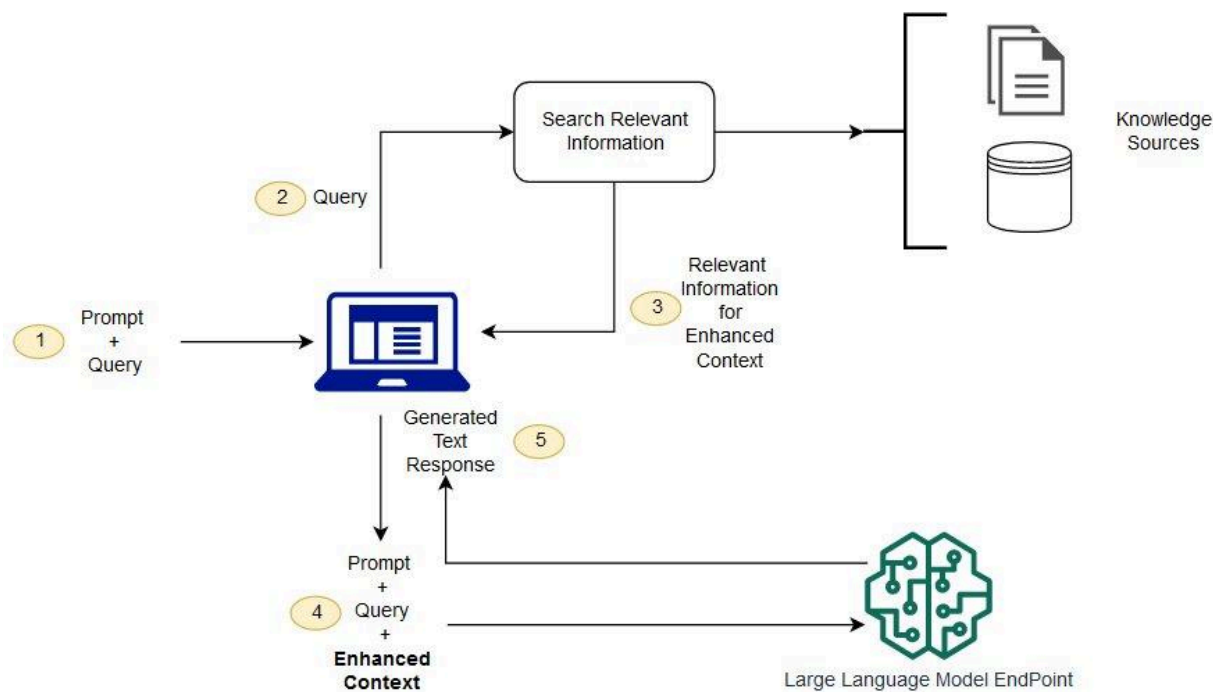 Search Relevant
Information
Knowledge
Sources
2
Query
1
Prompt
+
Query
3
Relevant
Information
for
Enhanced
Context
Generated
Text
Response
5
4
Prompt
+
Query
+
Enhanced
Context
Large Language Model EndPoint